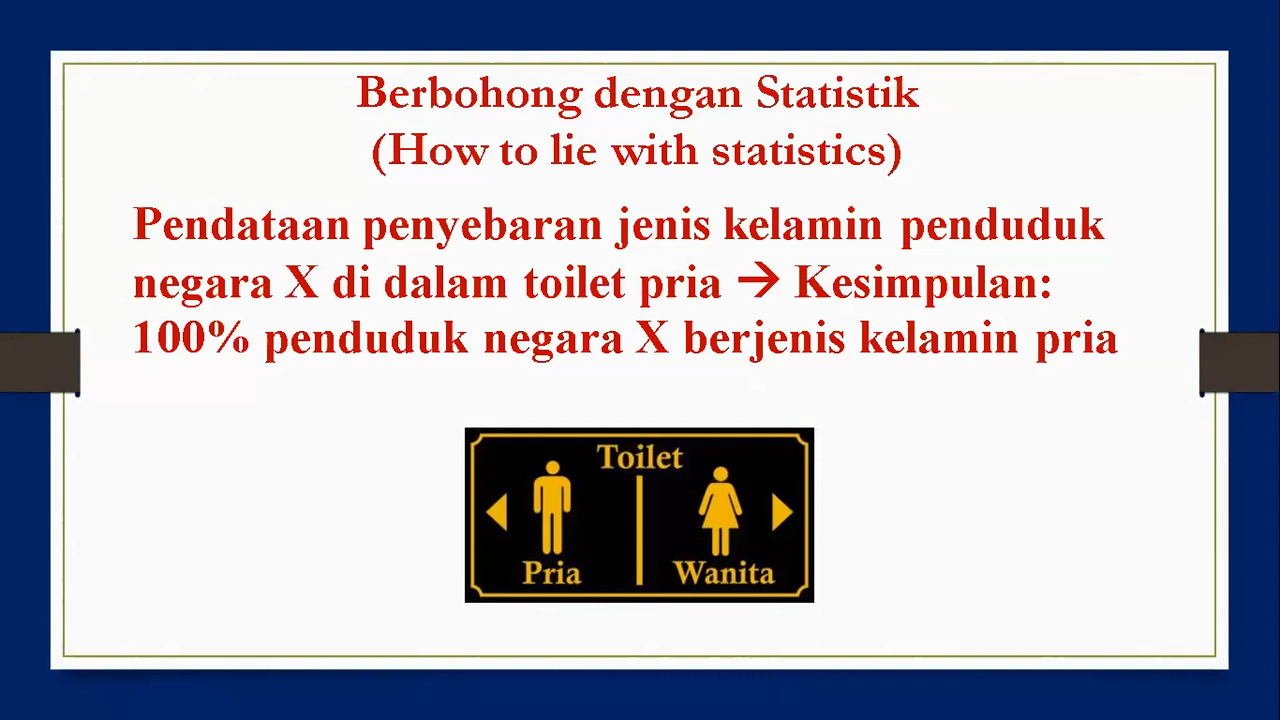 Berbohong dengan Statistik
(How to lie with statistics)
Pendataan penyebaran jenis kelamin penduduk
negara X di dalam toilet pria → Kesimpulan:
100% penduduk negara X berjenis kelamin pria
Toilet
Pria
Wanita